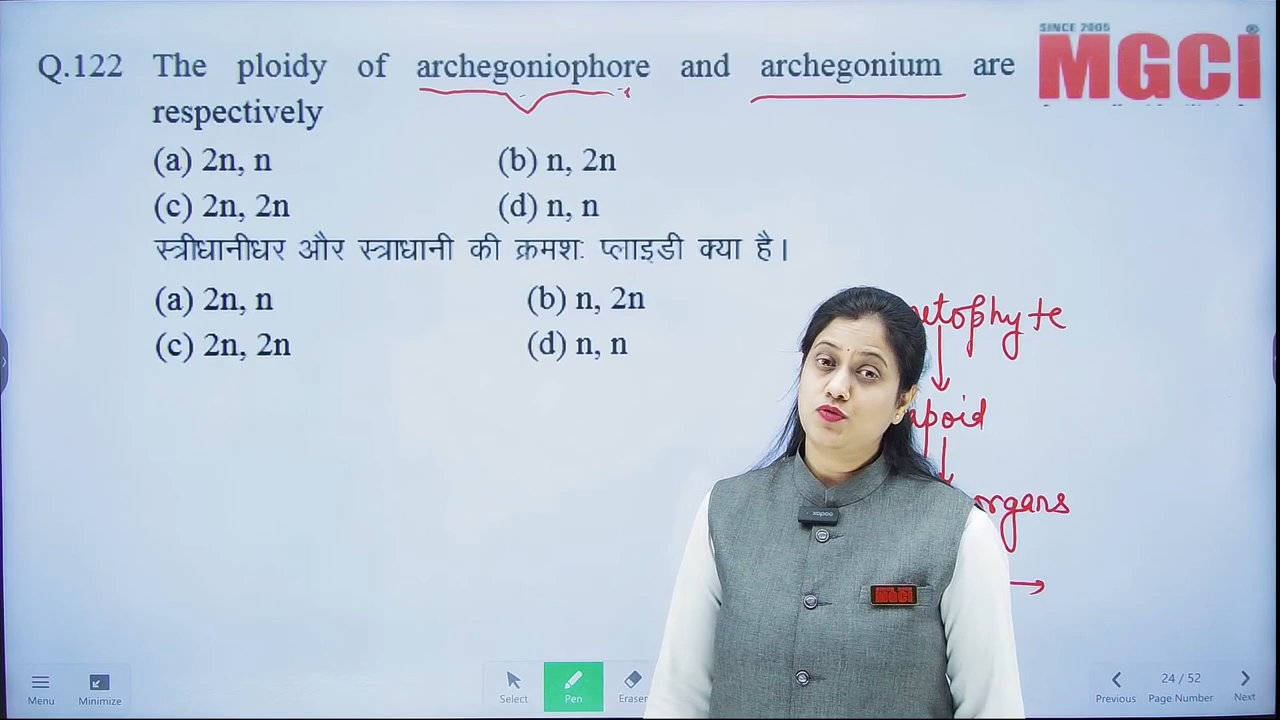 SINCE 2005
MGCI
Q.122 The ploidy of archegoniophore and archegonium are
respectively
(a) 2n, n (b) n, 2n
(c) 2n, 2n (d) n, n
स्त्रीधानीधर और स्त्राधानी की क्रमश: प्लाइडी क्या है।
(a) 2n, n (b) n, 2n
(c) 2n, 2n (d) n, n
MGCI
Menu Minimize Select Pen Eraser Previous 24 / 52 Page Number Next